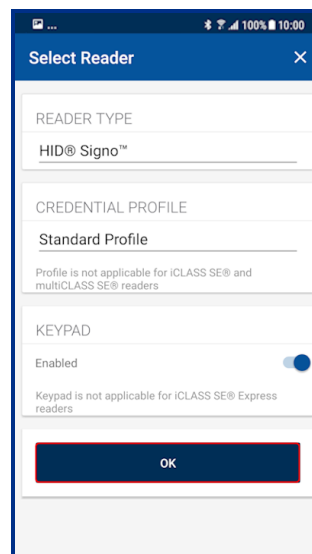 ... 100% 10:00
Select Reader
READER TYPE
HID® Signo™
CREDENTIAL PROFILE
Standard Profile
Profile is not applicable for iCLASS SE® and
multiCLASS SE® readers
KEYPAD
Enabled
Keypad is not applicable for iCLASS SE® Express
readers
OK